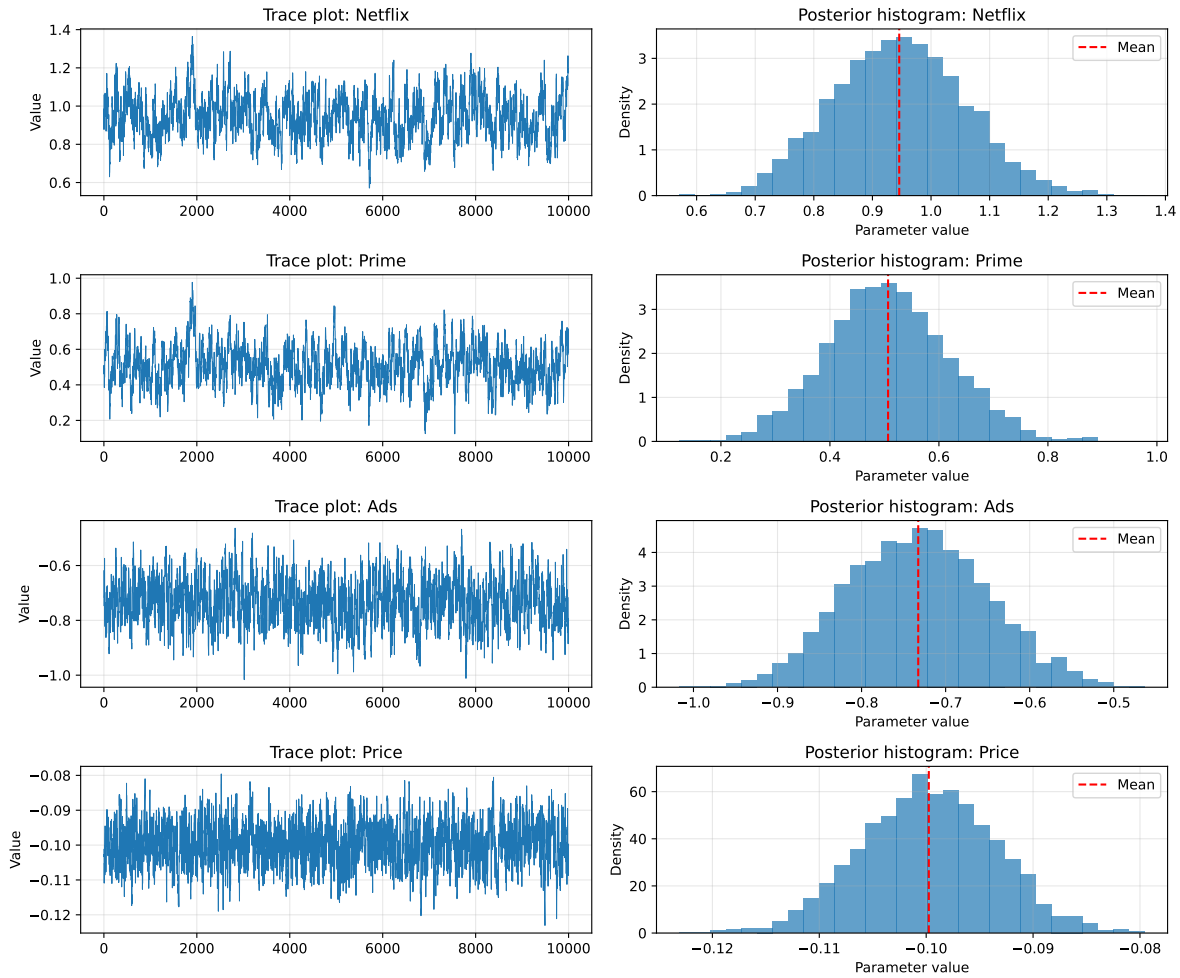 Trace plot: Netflix
Value
1.4
1.2
1.0
0.8
0.6
0 2000 4000 6000 8000 10000
Posterior histogram: Netflix
Density
3
2
1
0
Mean
0.6 0.7 0.8 0.9 1.0 1.1 1.2 1.3 1.4
Parameter value
Trace plot: Prime
Value
1.0
0.8
0.6
0.4
0.2
0 2000 4000 6000 8000 10000
Posterior histogram: Prime
Density
3
2
1
0
Mean
0.2 0.4 0.6 0.8 1.0
Parameter value
Trace plot: Ads
Value
−0.6
−0.8
−1.0
0 2000 4000 6000 8000 10000
Posterior histogram: Ads
Density
4
3
2
1
0
Mean
−1.0 −0.9 −0.8 −0.7 −0.6 −0.5
Parameter value
Trace plot: Price
Value
−0.08
−0.09
−0.10
−0.11
−0.12
0 2000 4000 6000 8000 10000
Posterior histogram: Price
Density
60
40
20
0
Mean
−0.12 −0.11 −0.10 −0.09 −0.08
Parameter value